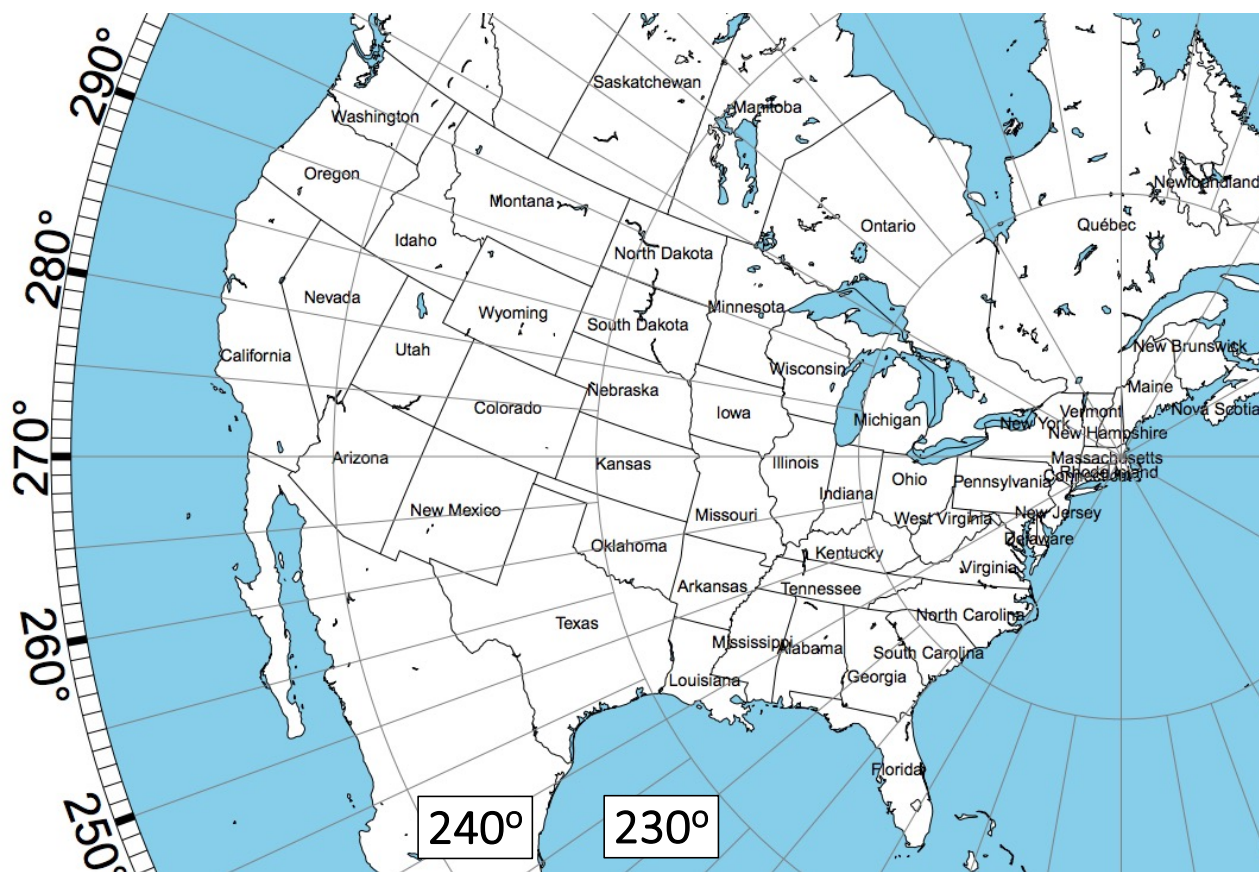 290°
280°
270°
260°
250°
240º
230º
Saskatchewan
Manitoba
Washington
Newfoundland
Oregon
Montana
Québec
Ontario
Idaho
North Dakota
Nevada
Minnesota
Wyoming
South Dakota
New Brunswick
Utah
California
Wisconsin
Nebraska
Maine
Colorado
Iowa
Vermont
Nova Scotia
Michigan
New York
New Hampshire
Arizona
Kansas
Illinois
Massachusetts
Rhode Island
Connecticut
Ohio
Pennsylvania
Indiana
New Mexico
Missouri
West Virginia
New Jersey
Delaware
Oklahoma
Kentucky
Virginia
Arkansas
Tennessee
North Carolina
Texas
Mississippi
Alabama
South Carolina
Louisiana
Georgia
Florida